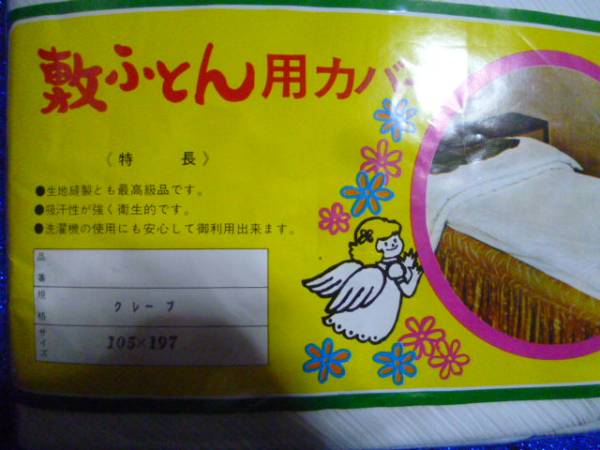 敷ふとん用カバー
《特　長》
●生地縫製とも最高級品です。
●吸汗性が強く衛生的です。
●洗濯機の使用にも安心して御利用出来ます。
品番
規格 クレープ
サイズ 105×197